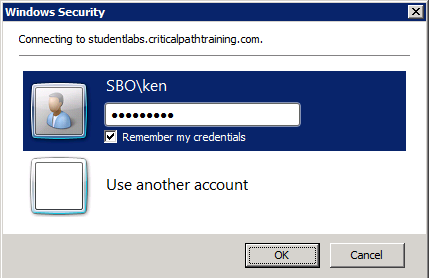 Windows Security
Connecting to studentlabs.criticalpathtraining.com.
SBO\ken
●●●●●●●●●
Remember my credentials
Use another account
OK
Cancel